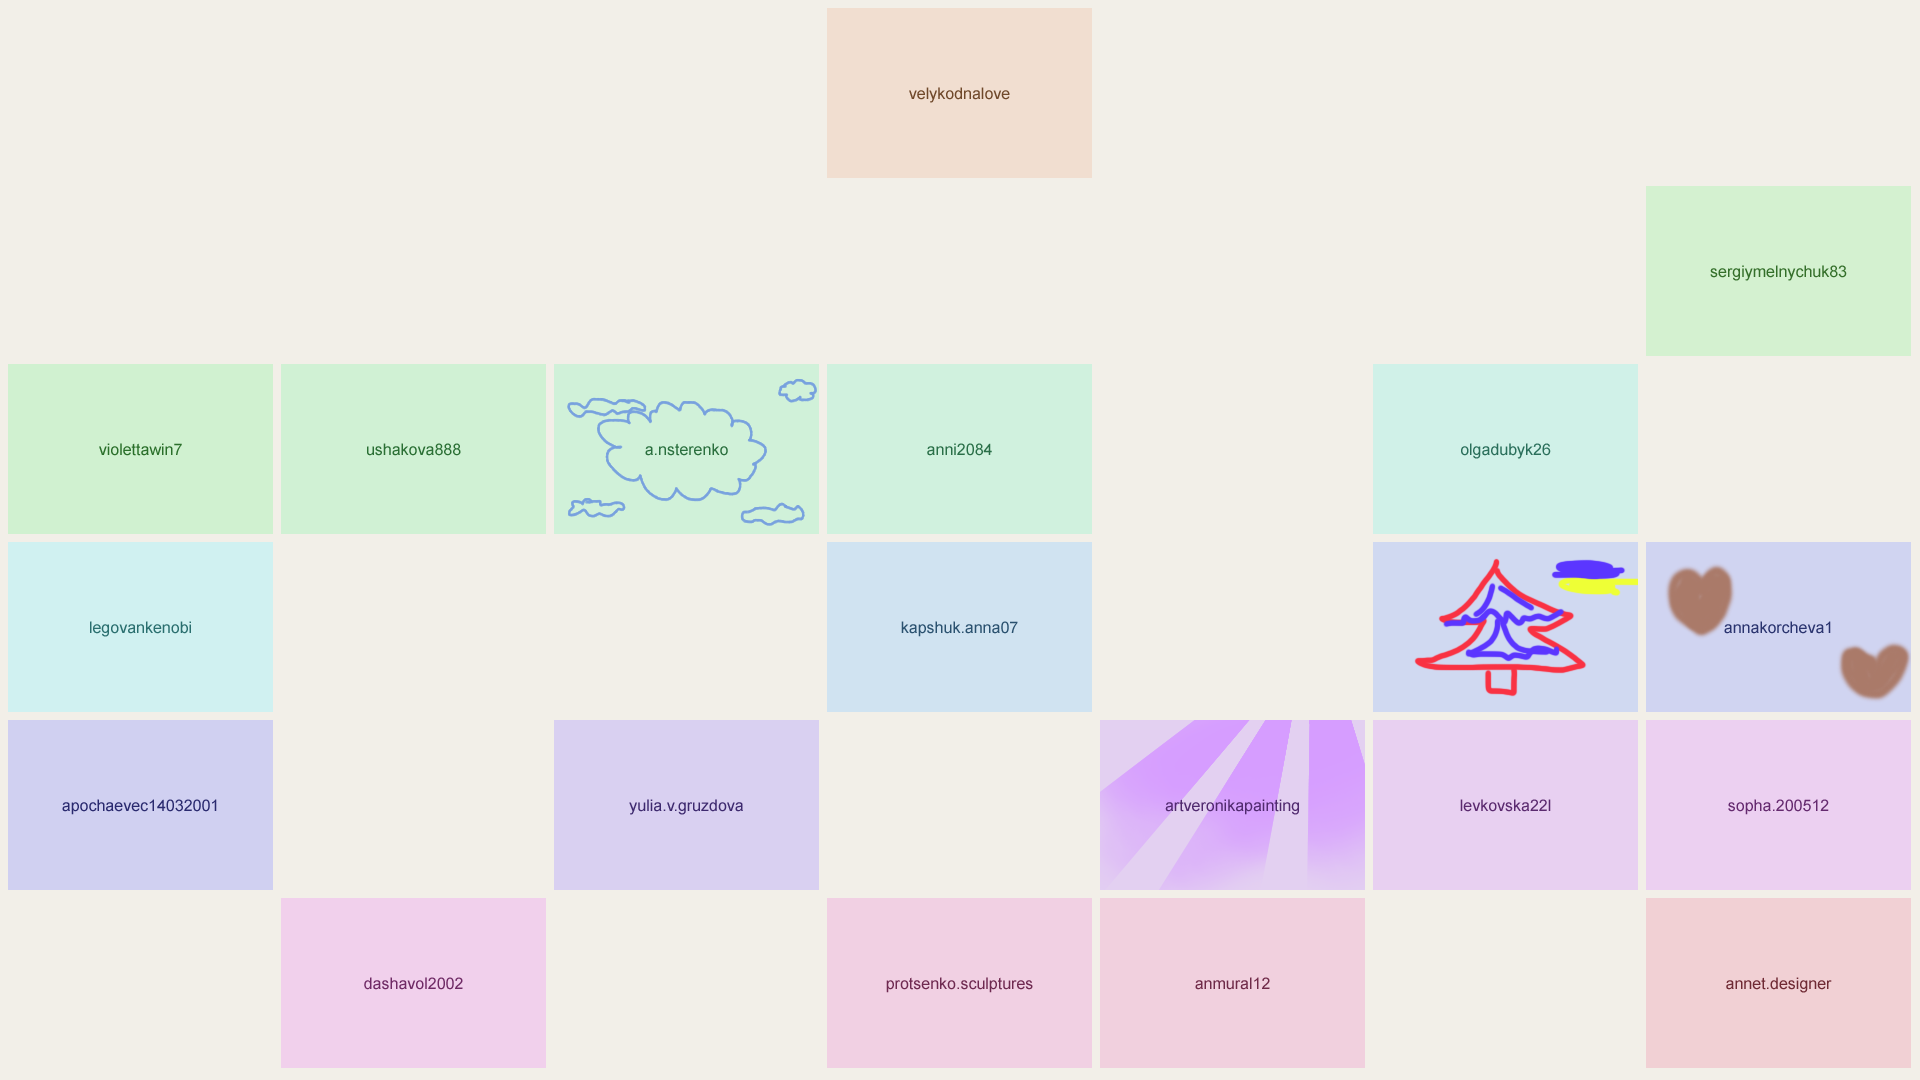 velykodnalove
sergiymelnychuk83
violettawin7
ushakova888
a.nsterenko
anni2084
olgadubyk26
legovankenobi
kapshuk.anna07
annakorcheva1
apochaevec14032001
yulia.v.gruzdova
artveronikapainting
levkovska22l
sopha.200512
dashavol2002
protsenko.sculptures
anmural12
annet.designer